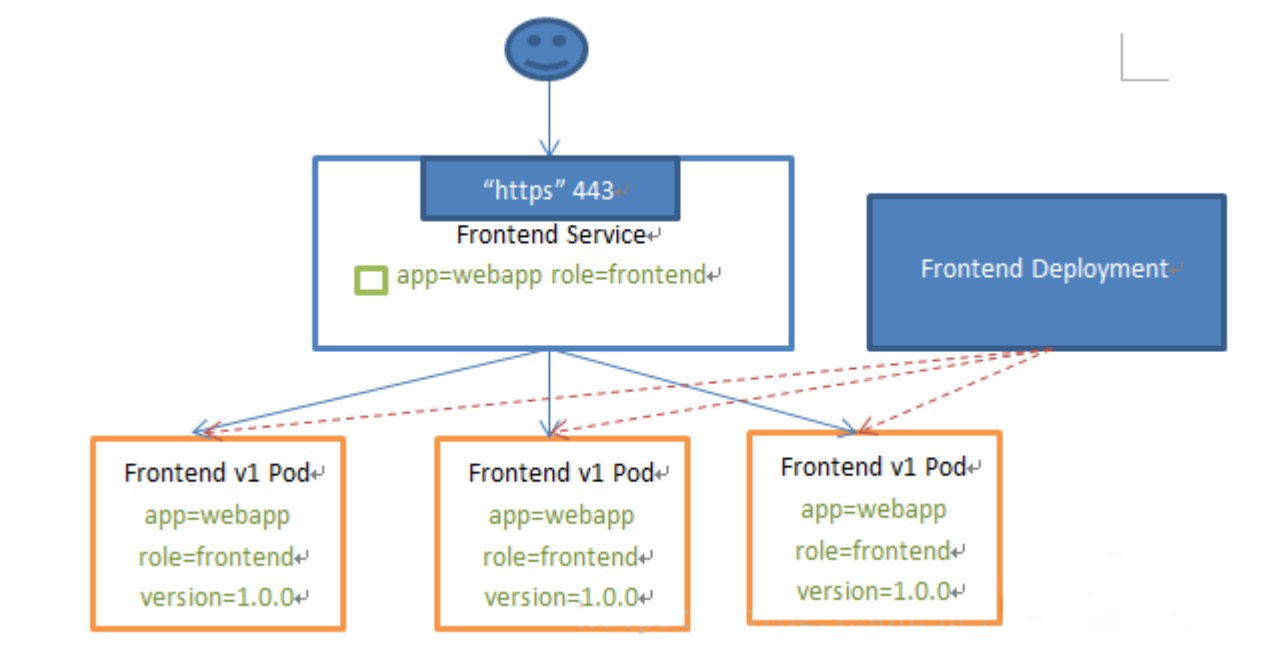 “https” 443
Frontend Service
app=webapp role=frontend
Frontend Deployment
Frontend v1 Pod
app=webapp
role=frontend
version=1.0.0
Frontend v1 Pod
app=webapp
role=frontend
version=1.0.0
Frontend v1 Pod
app=webapp
role=frontend
version=1.0.0